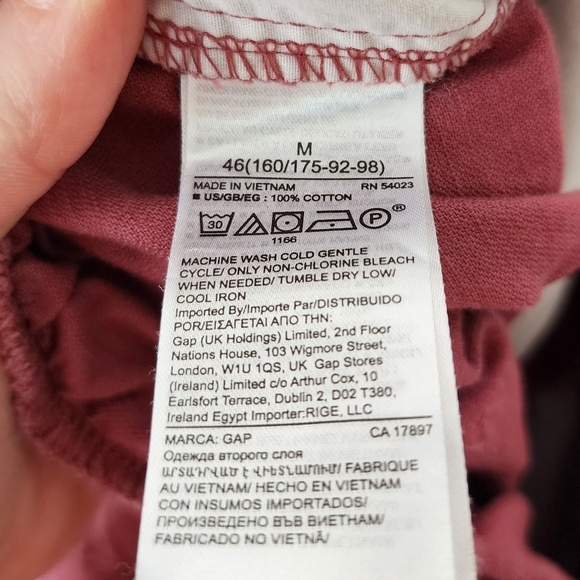 M
46(160/175-92-98)
MADE IN VIETNAM RN 54023
US/GB/EG : 100% COTTON
30 P ®
1166
MACHINE WASH COLD GENTLE
CYCLE/ ONLY NON-CHLORINE BLEACH
WHEN NEEDED/ TUMBLE DRY LOW/
COOL IRON
Imported By/Importe Par/DISTRIBUIDO
POR/ΕΙΣΑΓΕΤΑΙ ΑΠΟ ΤΗΝ:
Gap (UK Holdings) Limited, 2nd Floor
Nations House, 103 Wigmore Street,
London, W1U 1QS, UK Gap Stores
(Ireland) Limited c/o Arthur Cox, 10
Earlsfort Terrace, Dublin 2, D02 T380,
Ireland Egypt Importer:RIGE, LLC
MARCA: GAP CA 17897
Одежда второго слоя
ԱՐՏԱԴՎԱԾ Է ՎԻԵՏՆԱՄՈՒՄ/ FABRIQUE
AU VIETNAM/ HECHO EN VIETNAM
CON INSUMOS IMPORTADOS/
ПРОИЗВЕДЕНО ВЪВ ВИЕТНАМ/
FABRICADO NO VIETNÃ/